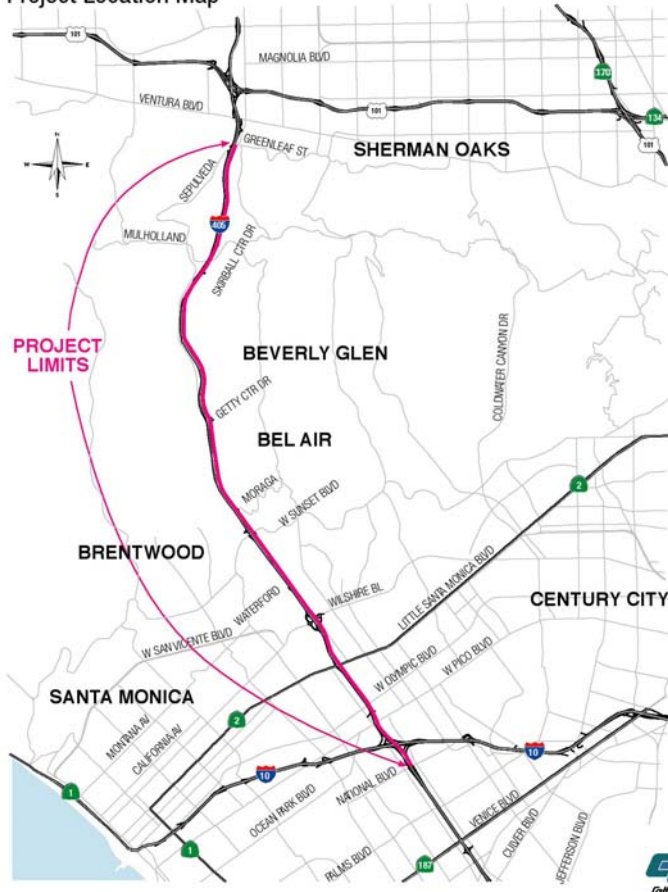 Project Location Map
101
MAGNOLIA BLVD
170
VENTURA BLVD
101
134
101
GREENLEAF ST
SHERMAN OAKS
N
W
E
S
SEPULVEDA
405
MULHOLLAND
SKIRBALL CTR DR
PROJECT
LIMITS
BEVERLY GLEN
COLDWATER CANYON DR
GETTY CTR DR
BEL AIR
MORAGA
W SUNSET BLVD
2
BRENTWOOD
WATERFORD
WILSHIRE BL
LITTLE SANTA MONICA BLVD
CENTURY CITY
W SAN VICENTE BLVD
W OLYMPIC BLVD
W PICO BLVD
SANTA MONICA
MONTANA AV
CALIFORNIA AV
2
10
10
NATIONAL BLVD
1
OCEAN PARK BLVD
VENICE BLVD
CULVER BLVD
JEFFERSON BLVD
1
PALMS BLVD
187